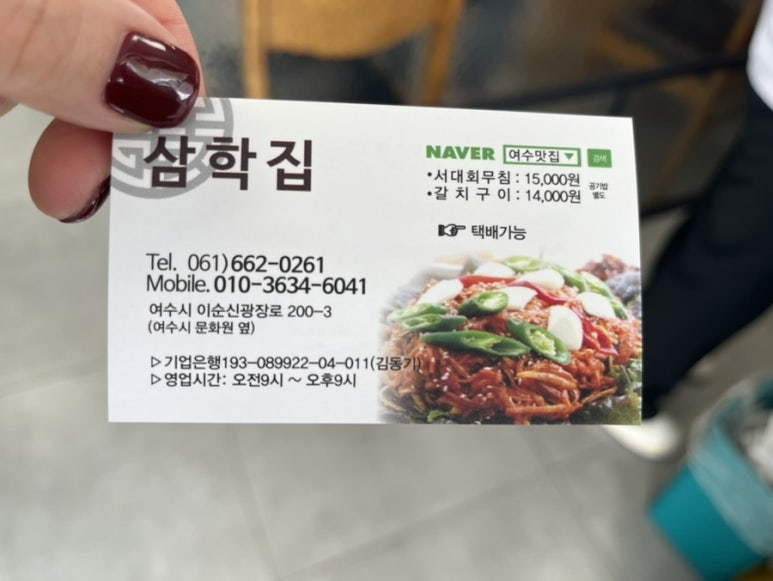 삼학집
NAVER 여수맛집▼ 검색
•서대회무침 : 15,000원
•갈치구이 : 14,000원
공기밥
별도
☞ 택배가능
Tel. 061)662-0261
Mobile. 010-3634-6041
여수시 이순신광장로 200-3
(여수시 문화원 옆)
▷기업은행193-089922-04-011(김동기)
▷영업시간: 오전9시 ~ 오후9시